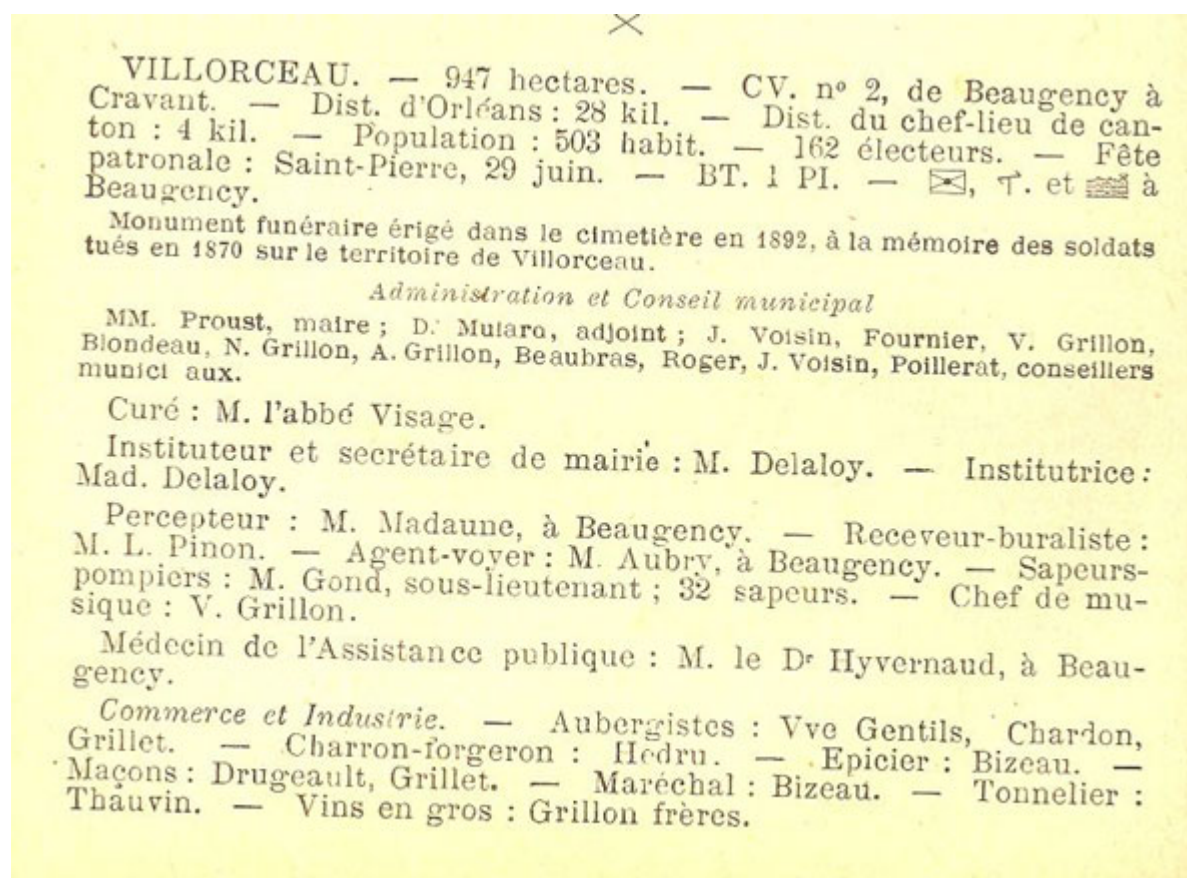 VILLORCEAU. — 947 hectares. — CV. nº 2, de Beaugency à
Cravant. — Dist. d'Orléans : 28 kil. — Dist. du chef-lieu de can-
ton : 4 kil. — Population : 503 habit. — 162 électeurs. — Fête
patronale : Saint-Pierre, 29 juin. — BT. 1 PI. — , . et à
Beaugency.
Monument funéraire érigé dans le cimetière en 1892, à la mémoire des soldats
tués en 1870 sur le territoire de Villorceau.
Administration et Conseil municipal
MM. Proust, maire ; D. adjoint ; J. Voisin, Fournier, V. Grillon,
Blondeau, N. Grillon, A. Grillon, Beaubras, Roger, J. Voisin, Poillerat, conseillers
munici aux.
Curé : M. l'abbé Visage.
Instituteur et secrétaire de mairie : M. Delaloy. — Institutrice :
Mad. Delaloy.
Percepteur : M. Madaune, à Beaugency. — Receveur-buraliste :
M. L. Pinon. — Agent-voyer : M. Aubry, à Beaugency. — Sapeurs-
pompiers : M. Gond, sous-lieutenant ; 32 sapeurs. — Chef de mu-
sique : V. Grillon.
Médecin de l'Assistance publique : M. le Dr Hyvernaud, à Beau-
gency.
Commerce et Industrie. — Aubergistes : Vve Gentils, Chardon,
Grillet. — Charron-forgeron : Hedru. — Epicier : Bizeau. —
Maçons : Drugeault, Grillet. — Maréchal : Bizeau. — Tonnelier :
Thauvin. — Vins en gros : Grillon frères.